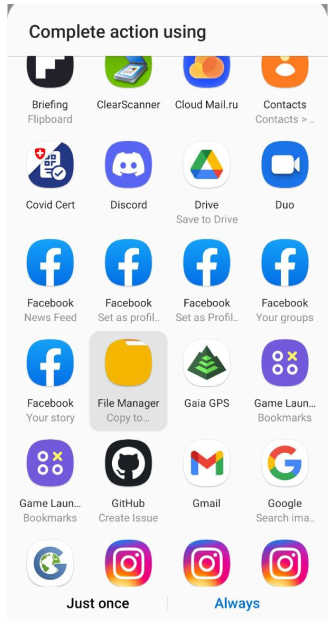 Complete action using
Briefing ClearScanner Cloud Mail.ru Contacts
Flipboard Contacts > ..
Covid Cert Discord Drive Duo
Save to Drive
Facebook Facebook Facebook Facebook
News Feed Set as profil.. Set as Profil.. Your groups
Facebook File Manager Gaia GPS Game Laun...
Your story Copy to... Bookmarks
Game Laun... GitHub Gmail Google
Bookmarks Create Issue Search ima..
Just once Always